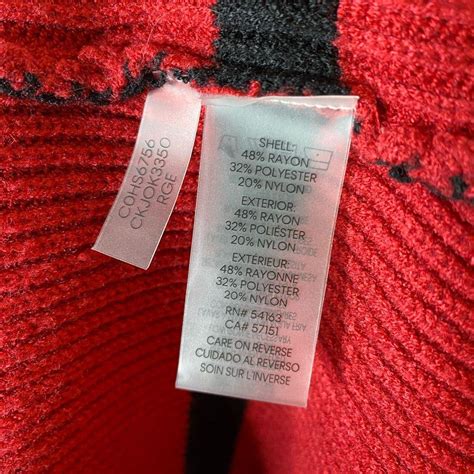 C0HS6756
CKJOK3350
RGE
SHELL:
48% RAYON
32% POLYESTER
20% NYLON
EXTERIOR:
48% RAYON
32% POLIÉSTER
20% NYLON
EXTÉRIEUR:
48% RAYONNE
32% POLYESTER
20% NYLON
RN# 54163
CA# 57151
CARE ON REVERSE
CUIDADO AL REVERSO
SOIN SUR L'INVERSE